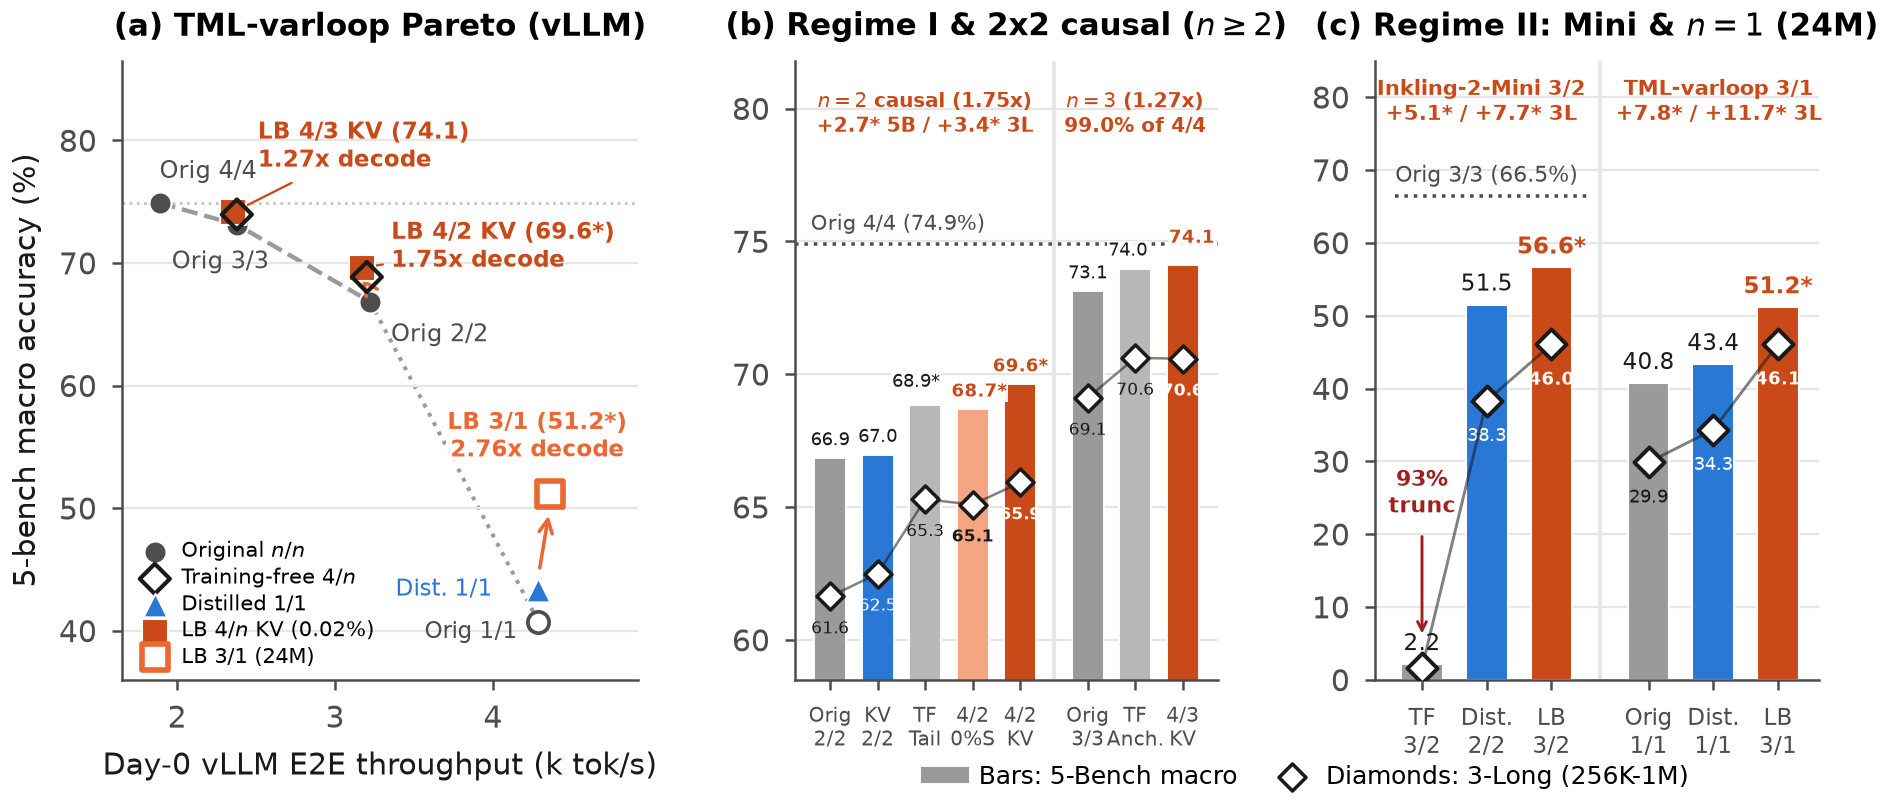 (a) TML-varloop Pareto (vLLM)
5-bench macro accuracy (%)
80
70
60
50
40
2
3
4
Day-0 vLLM E2E throughput (k tok/s)
LB 4/3 KV (74.1)
1.27x decode
Orig 4/4
Orig 3/3
LB 4/2 KV (69.6*)
1.75x decode
Orig 2/2
LB 3/1 (51.2*)
2.76x decode
Dist. 1/1
Orig 1/1
Original n/n
Training-free 4/n
Distilled 1/1
LB 4/n KV (0.02%)
LB 3/1 (24M)
(b) Regime I & 2x2 causal (n ≥ 2)
80
75
70
65
60
n = 2 causal (1.75x)
+2.7* 5B / +3.4* 3L
n = 3 (1.27x)
99.0% of 4/4
Orig 4/4 (74.9%)
66.9
67.0
68.9*
68.7*
69.6*
73.1
74.0
74.1
61.6
62.5
65.3
65.1
65.9
69.1
70.6
70.6
Orig
2/2
KV
2/2
TF
Tail
4/2
0%S
4/2
KV
Orig
3/3
TF
Anch.
4/3
KV
(c) Regime II: Mini & n = 1 (24M)
80
70
60
50
40
30
20
10
0
Inkling-2-Mini 3/2
+5.1* / +7.7* 3L
TML-varloop 3/1
+7.8* / +11.7* 3L
Orig 3/3 (66.5%)
93%
trunc
2.2
51.5
56.6*
40.8
43.4
51.2*
38.3
46.0
29.9
34.3
46.1
TF
3/2
Dist.
2/2
LB
3/2
Orig
1/1
Dist.
1/1
LB
3/1
Bars: 5-Bench macro
Diamonds: 3-Long (256K-1M)